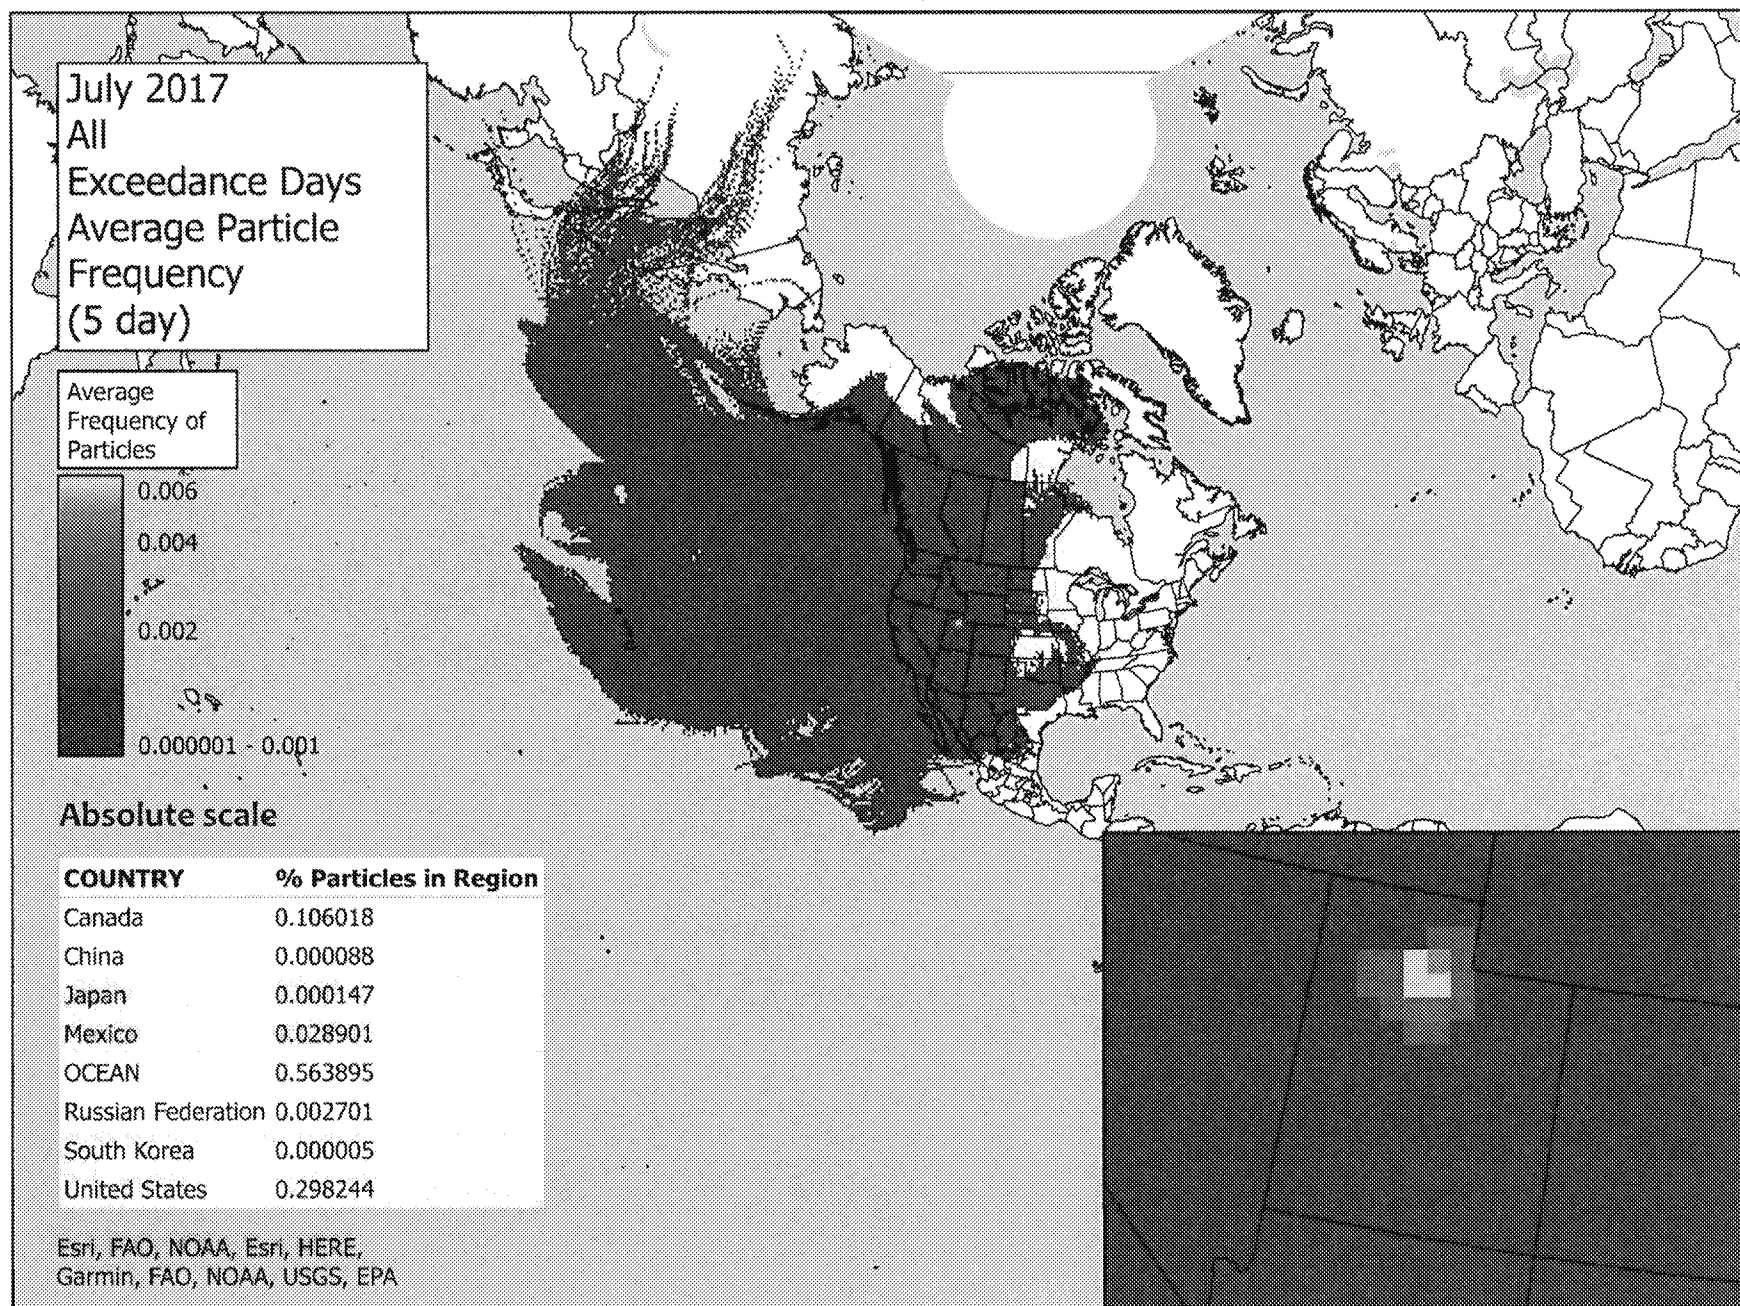 July 2017
All
Exceedance Days
Average Particle
Frequency
(5 day)
Average
Frequency of
Particles
0.006
0.004
0.002
0.000001 - 0.001
Absolute scale
COUNTRY % Particles in Region
Canada 0.106018
China 0.000088
Japan 0.000147
Mexico 0.028901
OCEAN 0.563895
Russian Federation 0.002701
South Korea 0.000005
United States 0.298244
Esri, FAO, NOAA, Esri, HERE,
Garmin, FAO, NOAA, USGS, EPA